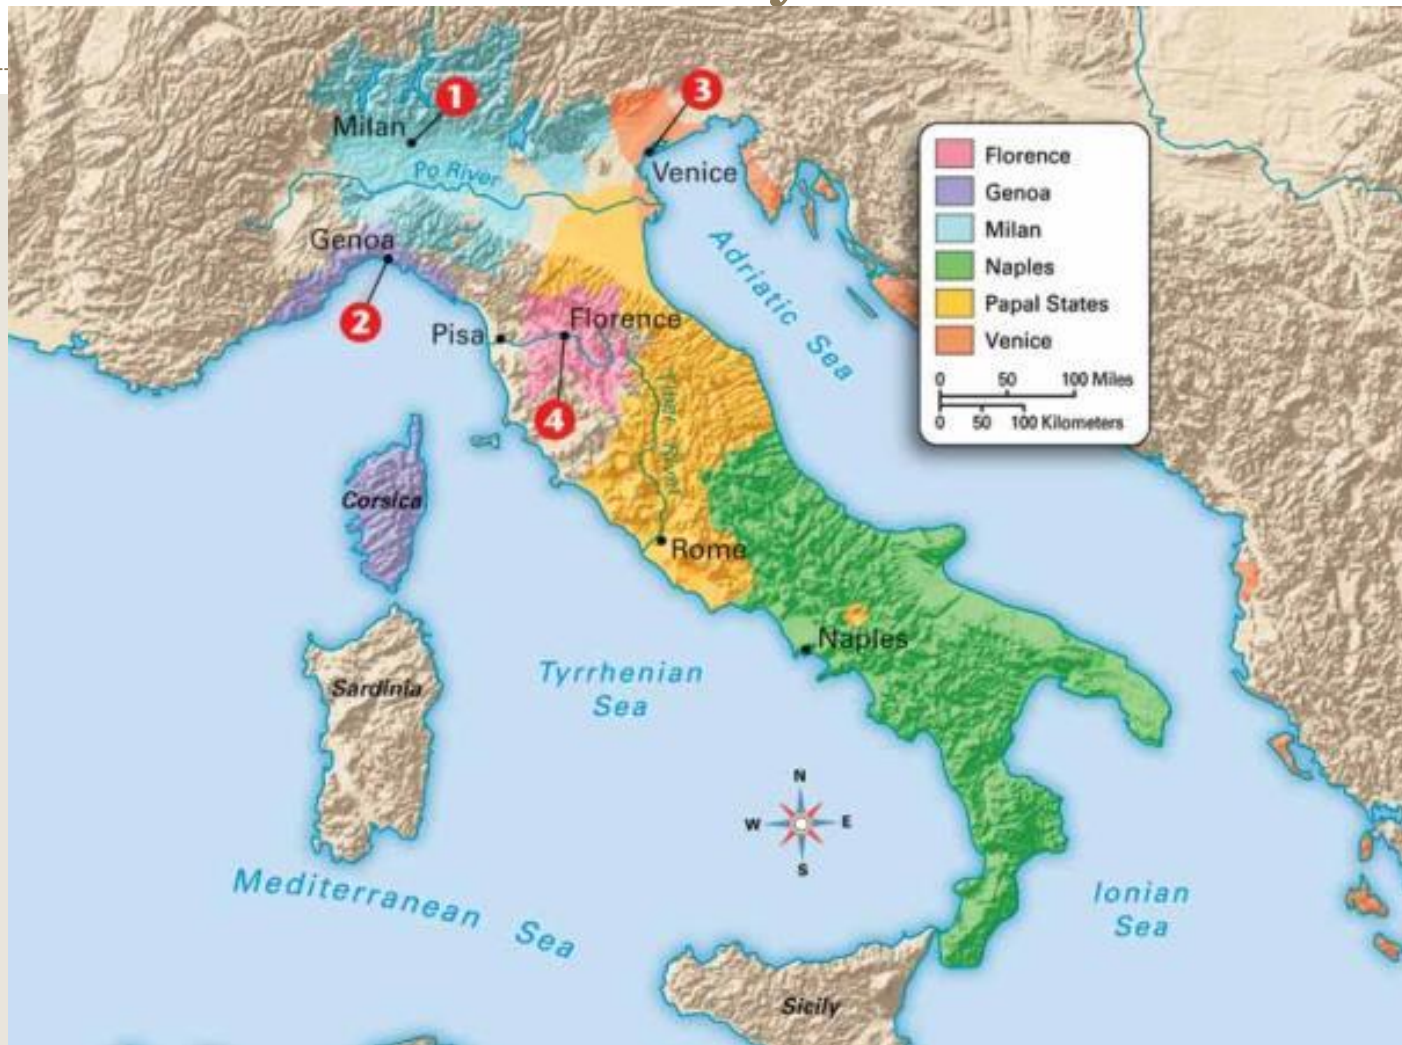 1
3
Milan
Po River
Venice
Genoa
2
Pisa
Florence
4
Adriatic Sea
Tiber River
Corsica
Rome
Naples
Sardinia
Tyrrhenian
Sea
N
W
E
S
Mediterranean Sea
Ionian
Sea
Sicily
Florence
Genoa
Milan
Naples
Papal States
Venice
0 50 100 Miles
0 50 100 Kilometers